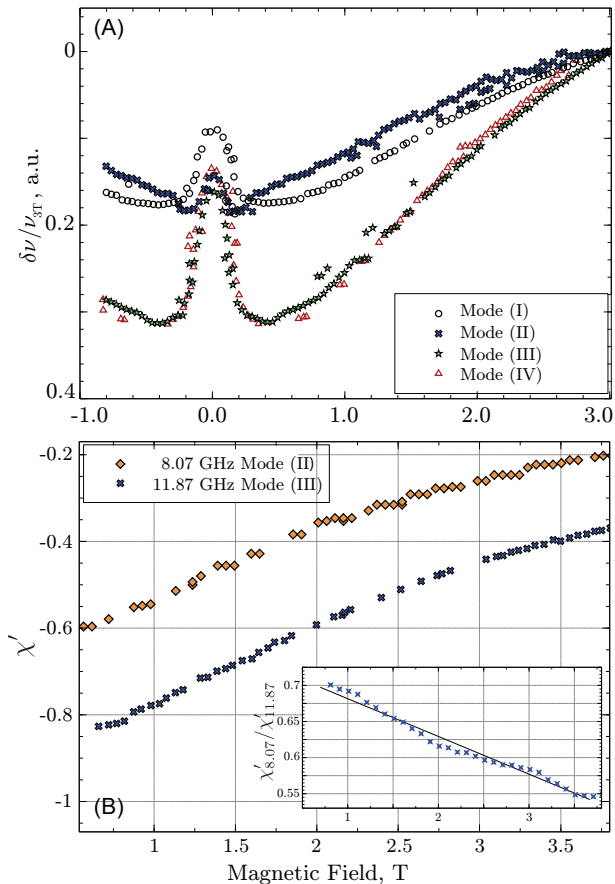 (A)
0
0.2
0.4
δν/ν3T, a.u.
Mode (I)
Mode (II)
Mode (III)
Mode (IV)
-1.0 0.0 1.0 2.0 3.0
-0.2
-0.4
-0.6
-0.8
-1
χ′
8.07 GHz Mode (II)
11.87 GHz Mode (III)
0.7
0.65
0.6
0.55
χ′8.07/χ′11.87
1 2 3
(B)
1 1.5 2 2.5 3 3.5
Magnetic Field, T